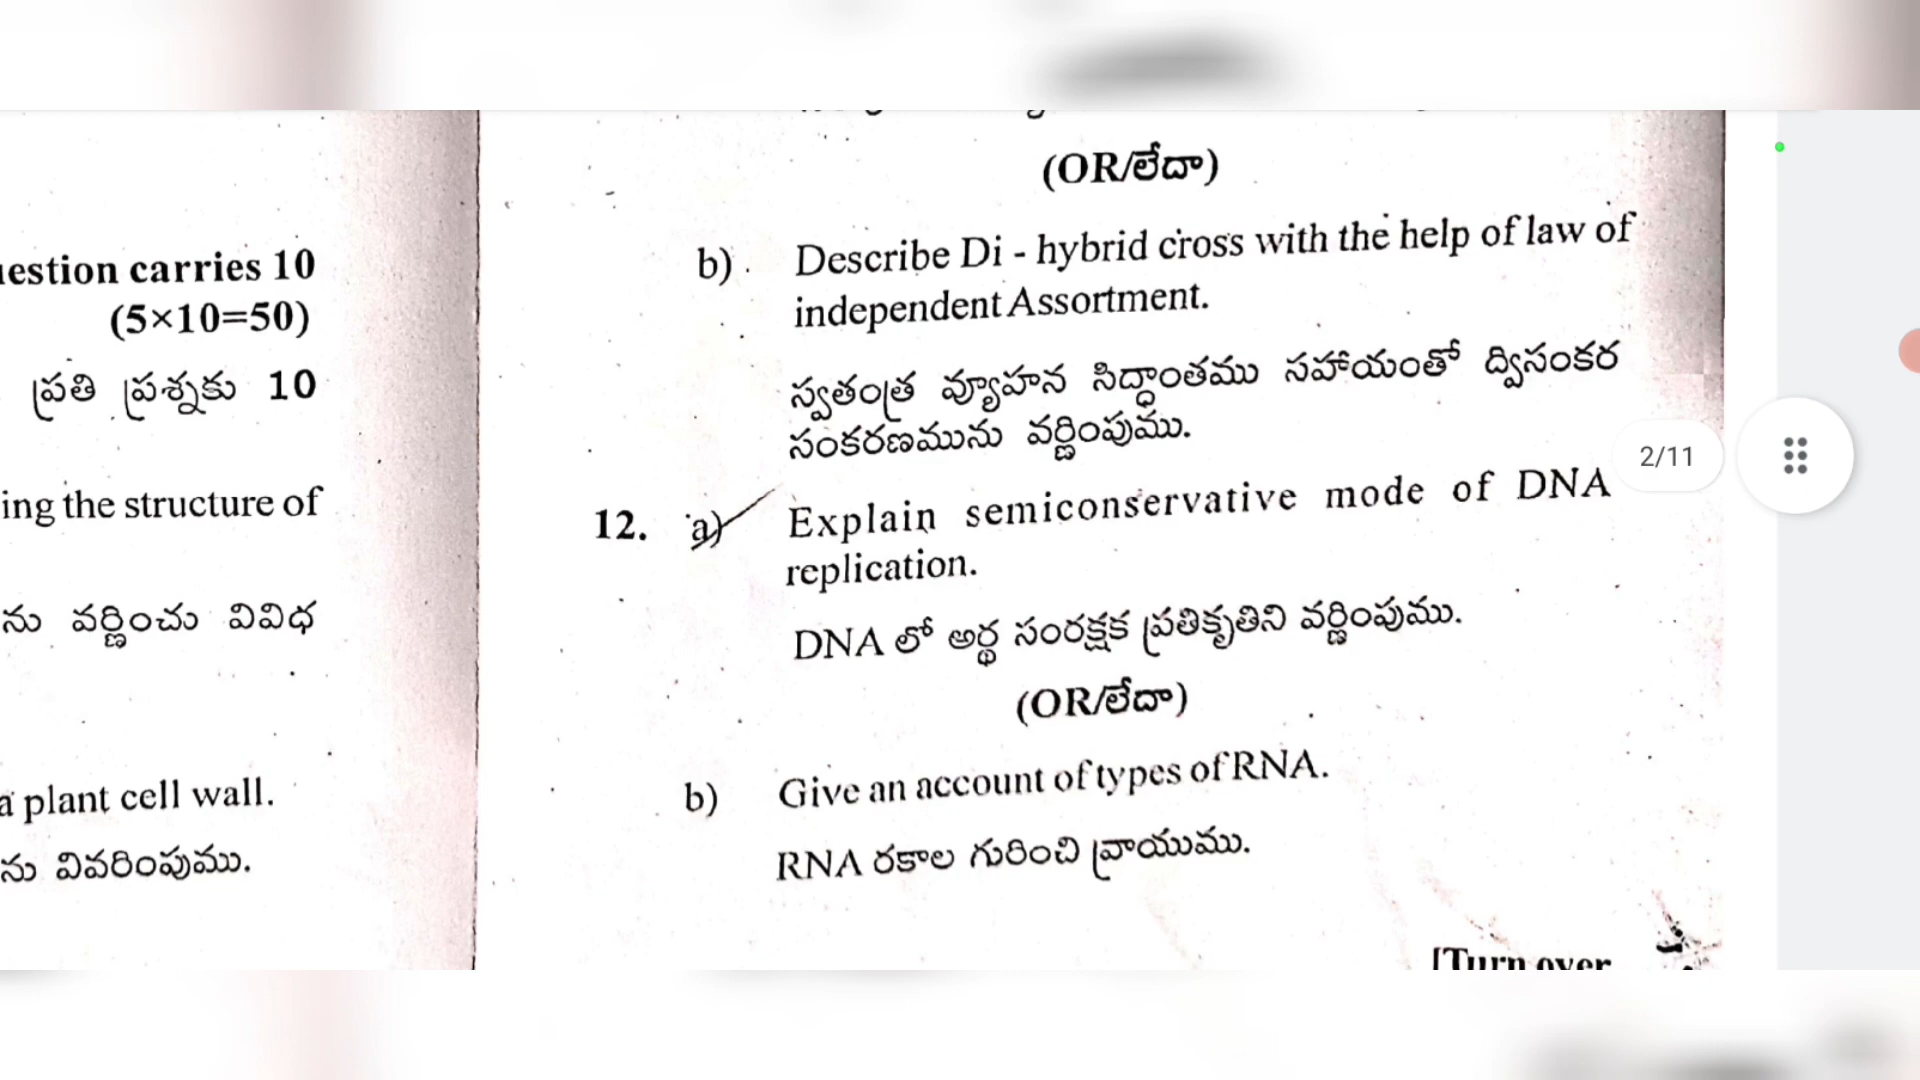 estion carries 10
(5×10=50)
ప్రతి ప్రశ్నకు 10
ing the structure of
ను వర్ణించు వివిధ
a plant cell wall.
ను వివరింపుము.
(OR/లేదా)
b). Describe Di - hybrid cross with the help of law of
independent Assortment.
స్వతంత్ర వ్యూహన సిద్ధాంతము సహాయంతో ద్విసంకర
సంకరణమును వర్ణింపుము.
2/11
12. a) Explain semiconservative mode of DNA
replication.
DNA లో అర్థ సంరక్షక ప్రతికృతిని వర్ణింపుము.
(OR/లేదా)
b) Give an account of types of RNA.
RNA రకాల గురించి వ్రాయుము.
[Turn over